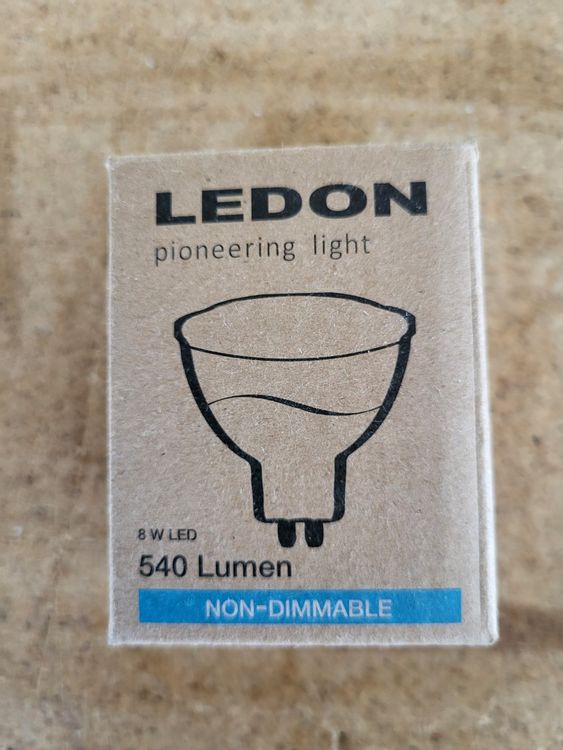 LEDON
pioneering light
8 W LED
540 Lumen
NON-DIMMABLE